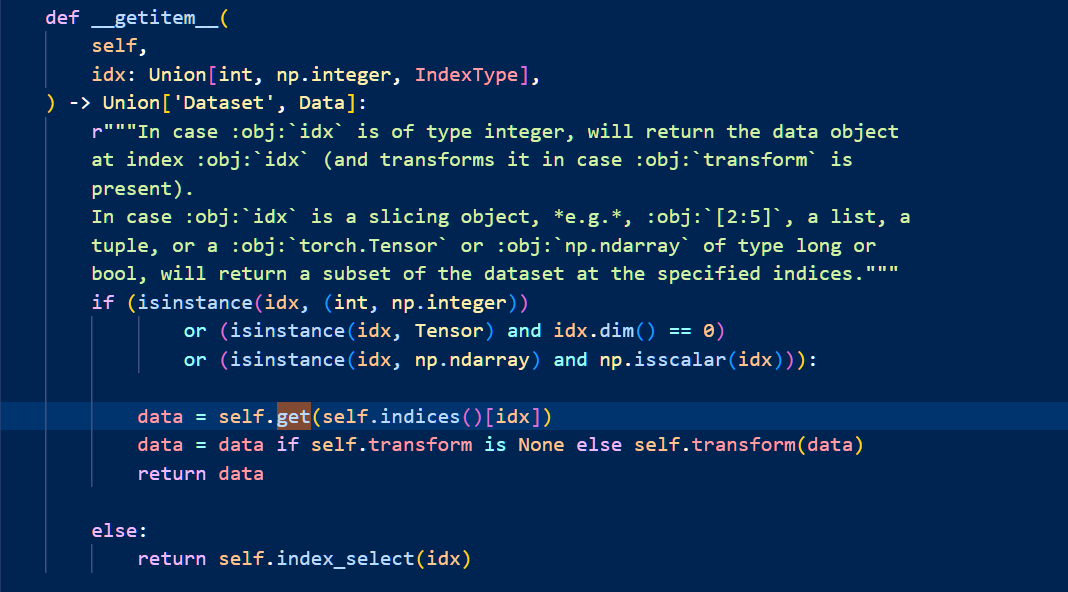 def __getitem__(
    self,
    idx: Union[int, np.integer, IndexType],
) -> Union['Dataset', Data]:
    r"""In case :obj:`idx` is of type integer, will return the data object
    at index :obj:`idx` (and transforms it in case :obj:`transform` is
    present).
    In case :obj:`idx` is a slicing object, *e.g.*, :obj:`[2:5]`, a list, a
    tuple, or a :obj:`torch.Tensor` or :obj:`np.ndarray` of type long or
    bool, will return a subset of the dataset at the specified indices."""
    if (isinstance(idx, (int, np.integer))
            or (isinstance(idx, Tensor) and idx.dim() == 0)
            or (isinstance(idx, np.ndarray) and np.isscalar(idx))):
        data = self.get(self.indices()[idx])
        data = data if self.transform is None else self.transform(data)
        return data
    else:
        return self.index_select(idx)